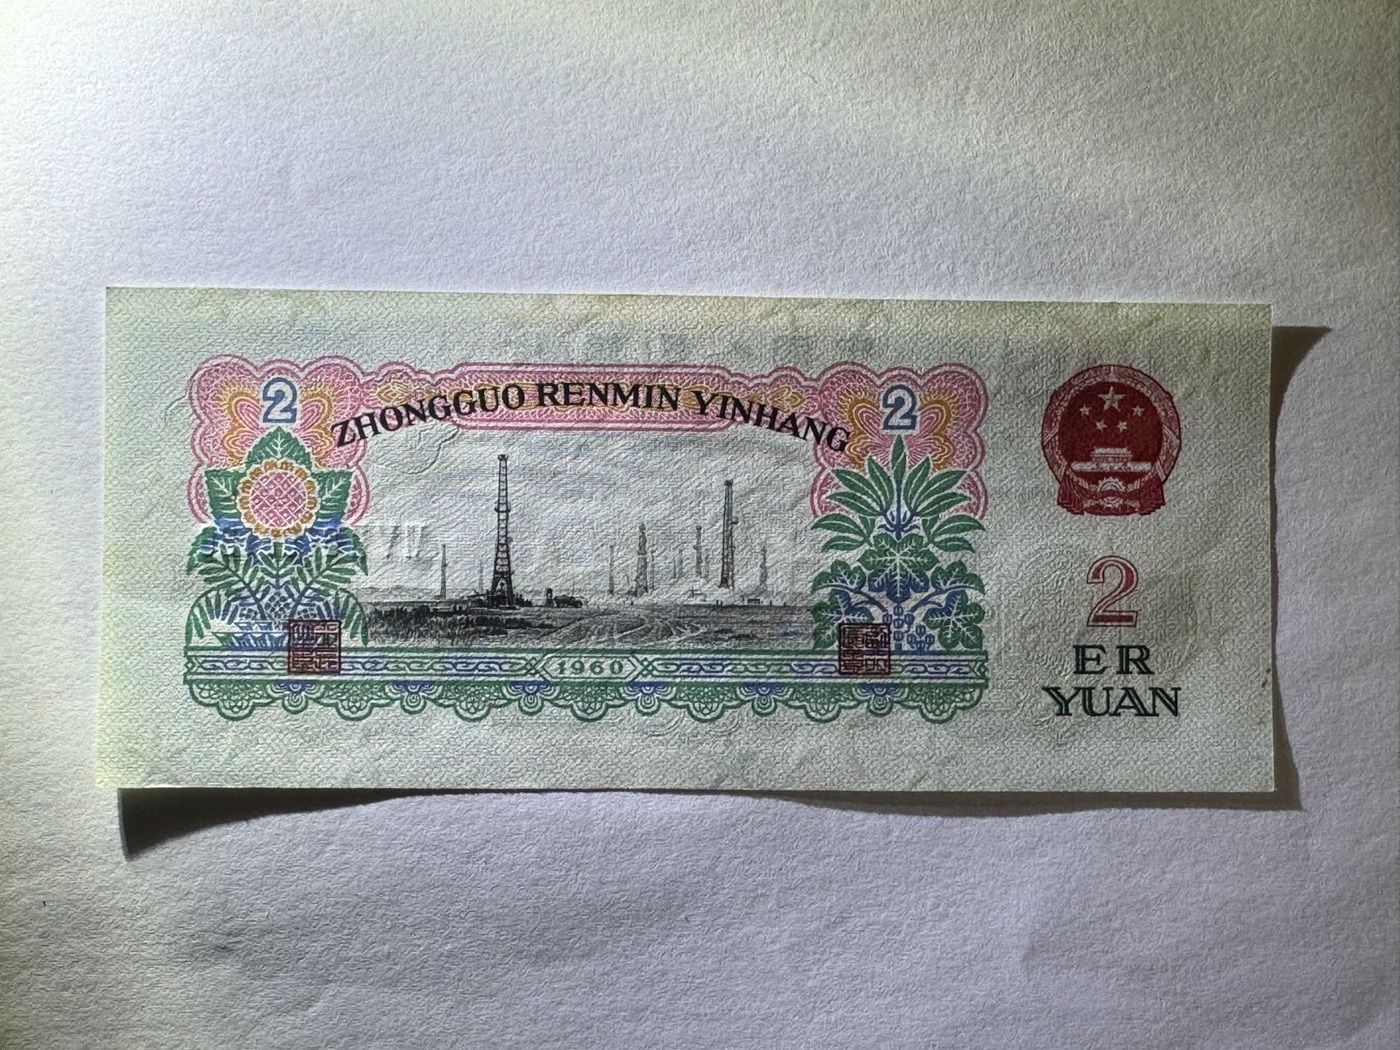 2
ZHONGGUO RENMIN YINHANG
2
1960
2
ER
YUAN